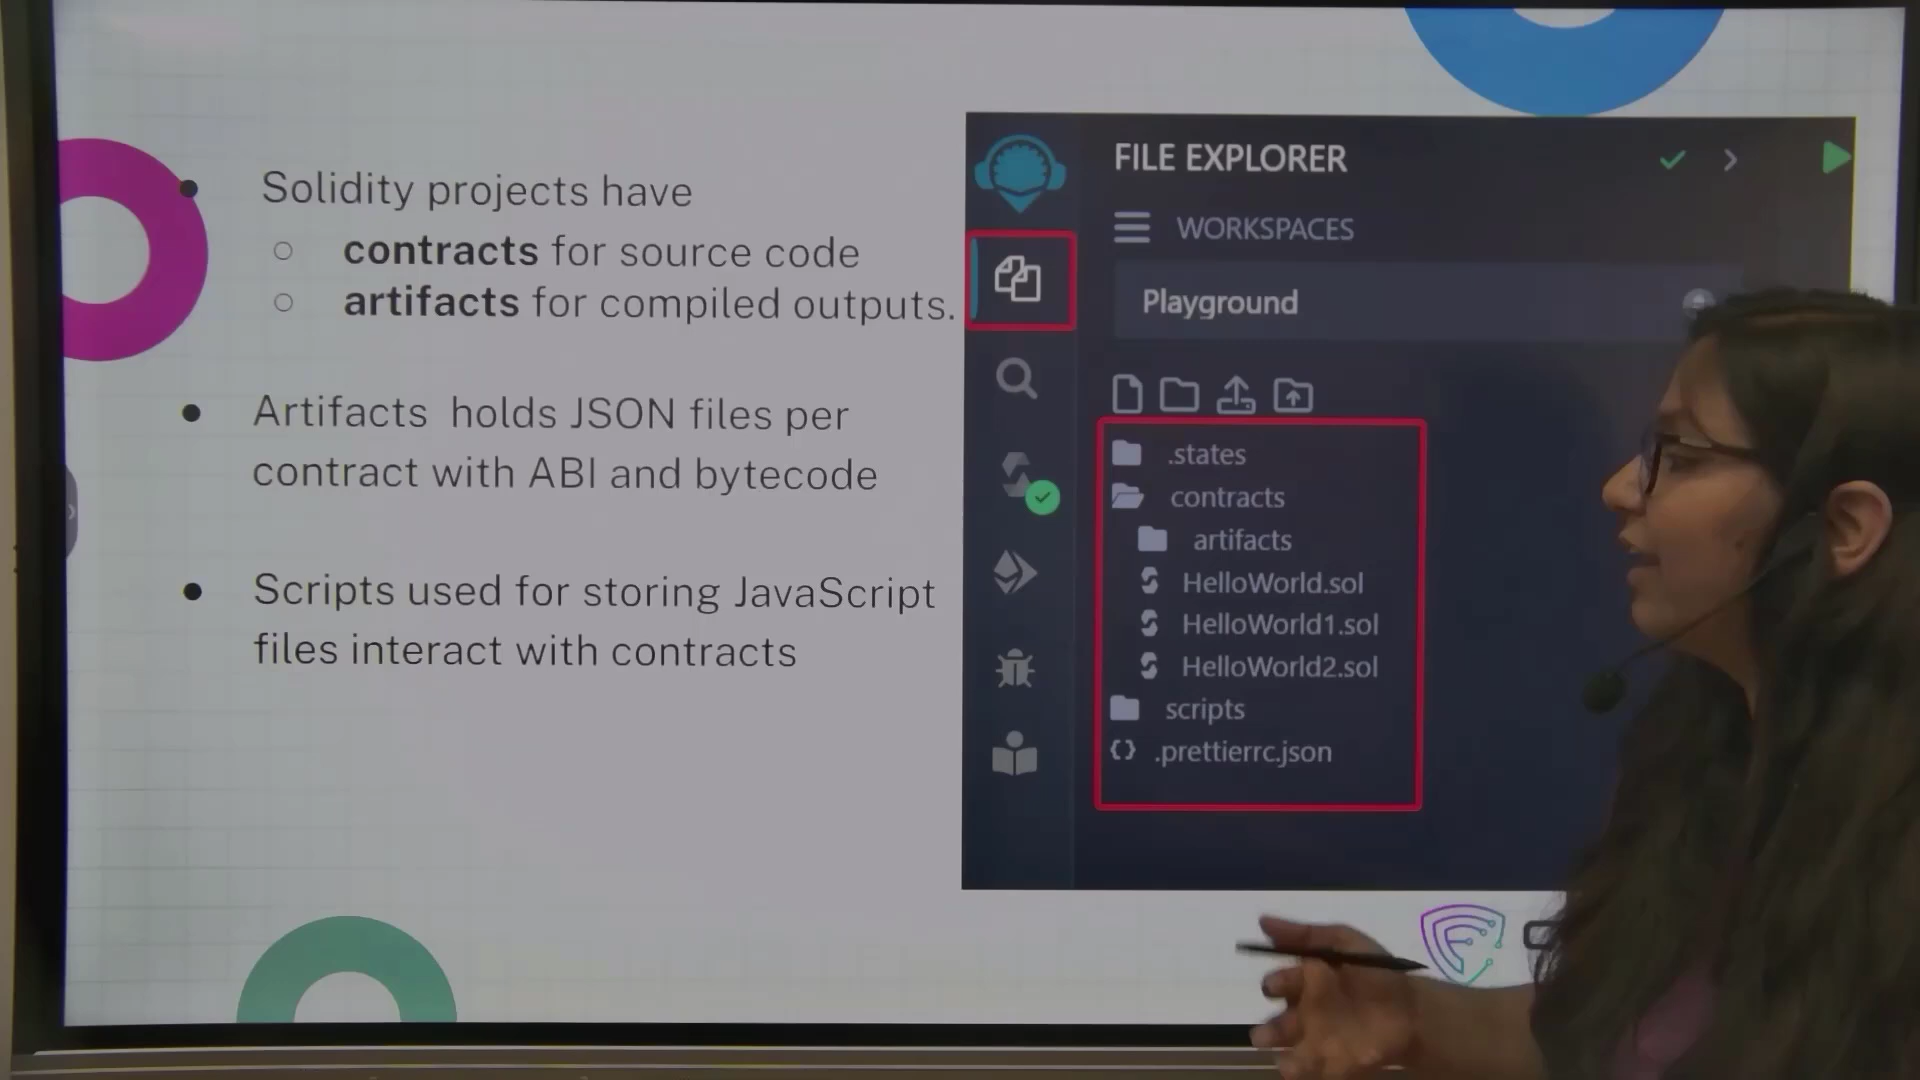 Solidity projects have
contracts for source code
artifacts for compiled outputs.
Artifacts holds JSON files per
contract with ABI and bytecode
Scripts used for storing JavaScript
files interact with contracts
FILE EXPLORER
WORKSPACES
Playground
.states
contracts
artifacts
HelloWorld.sol
HelloWorld1.sol
HelloWorld2.sol
scripts
.prettierrc.json